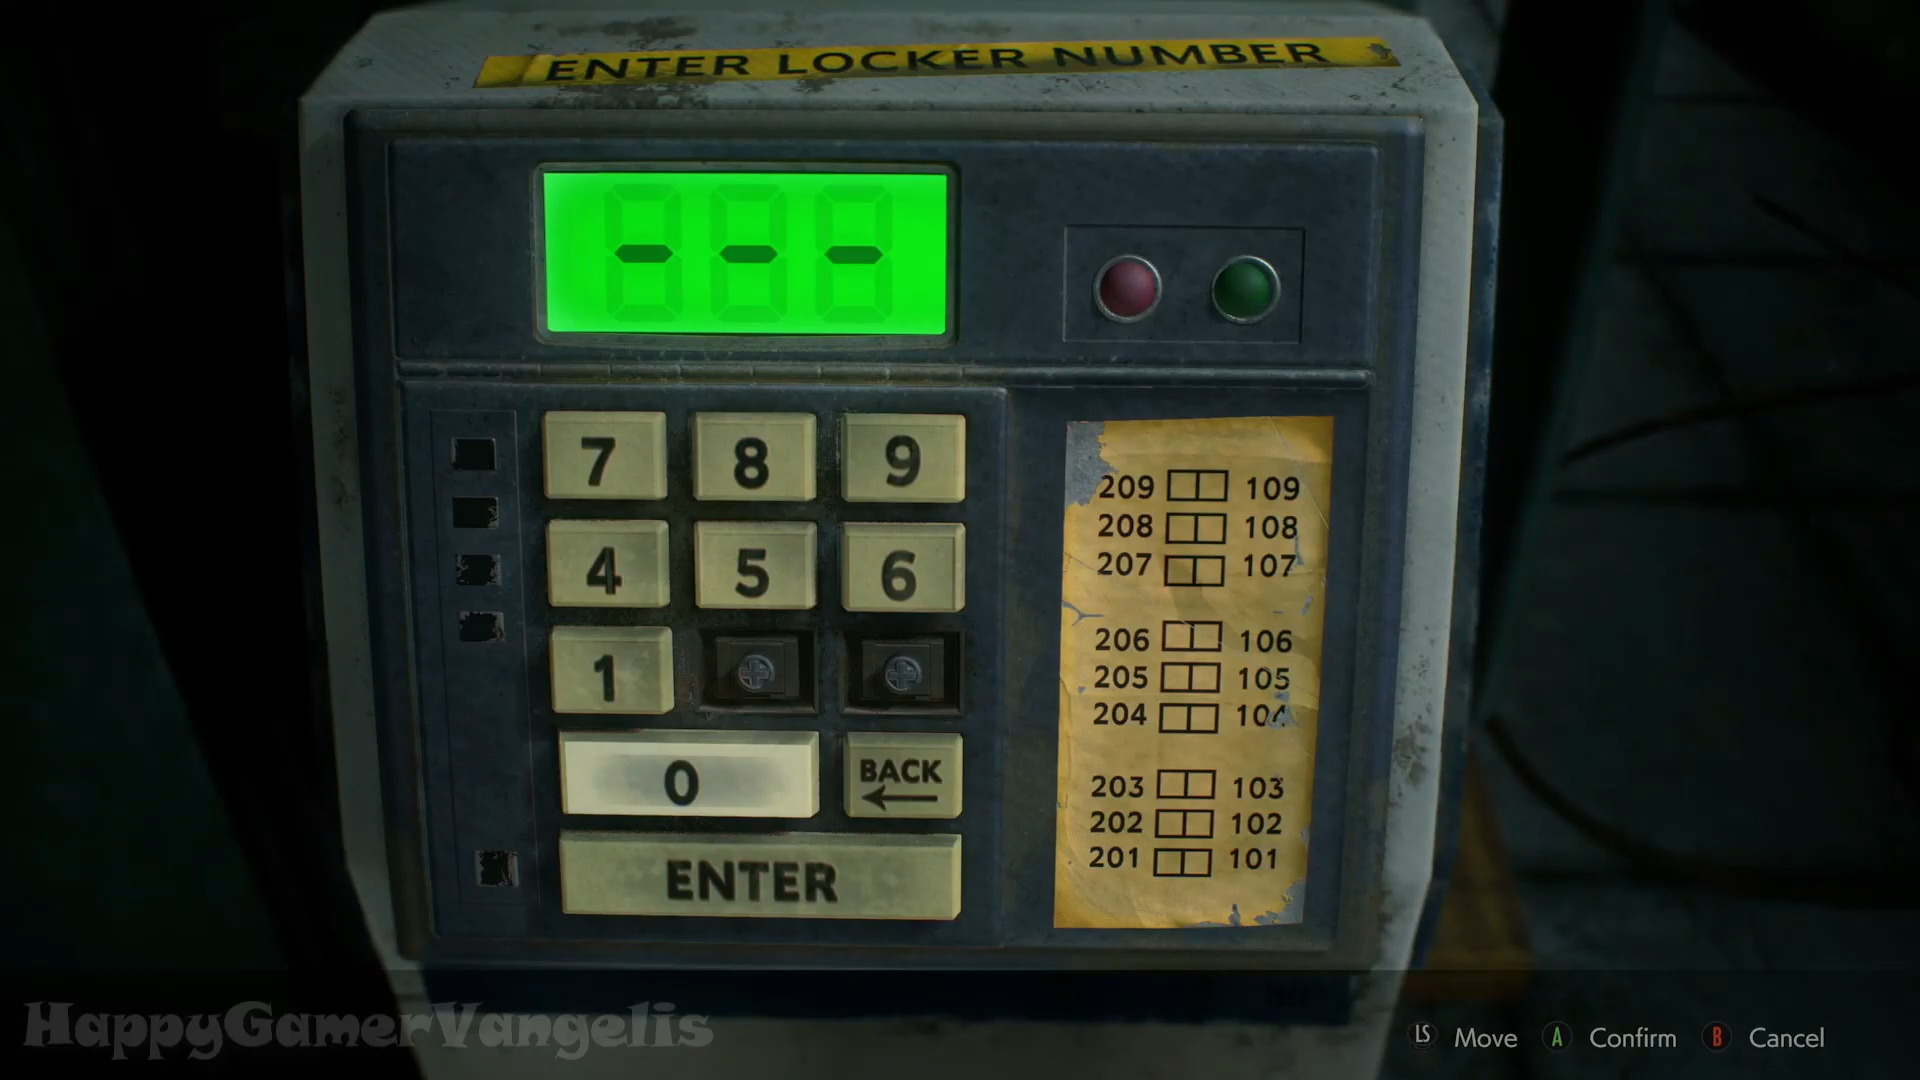 ENTER LOCKER NUMBER
---
7 8 9
4 5 6
1
0 BACK
ENTER
209 109
208 108
207 107
206 106
205 105
204 104
203 103
202 102
201 101
HappyGamerVangelis
LS Move A Confirm B Cancel